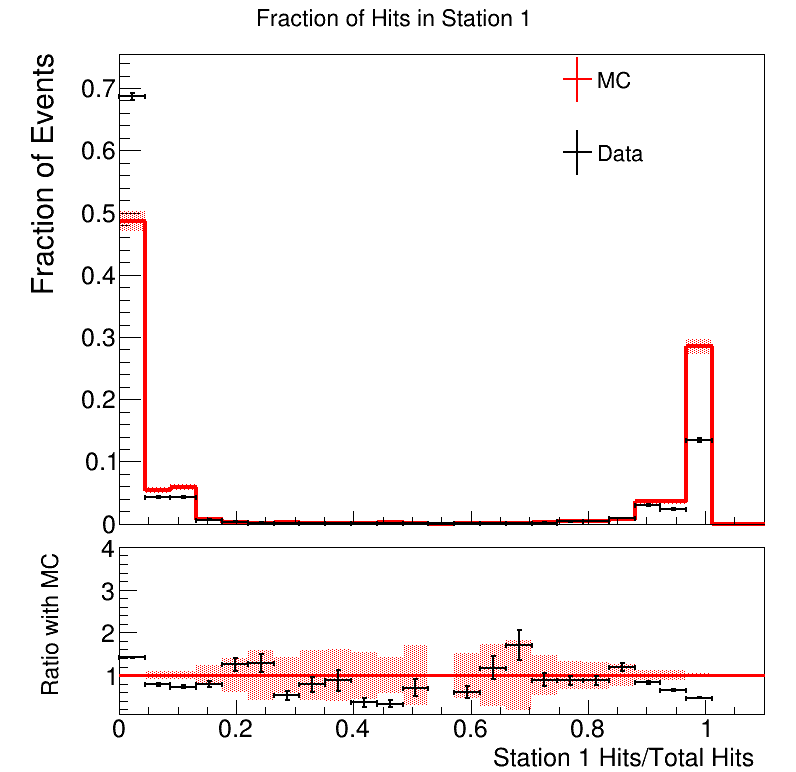 Fraction of Hits in Station 1
Fraction of Events
0.7
0.6
0.5
0.4
0.3
0.2
0.1
0
MC
Data
Ratio with MC
4
3
2
1
0 0.2 0.4 0.6 0.8 1
Station 1 Hits/Total Hits